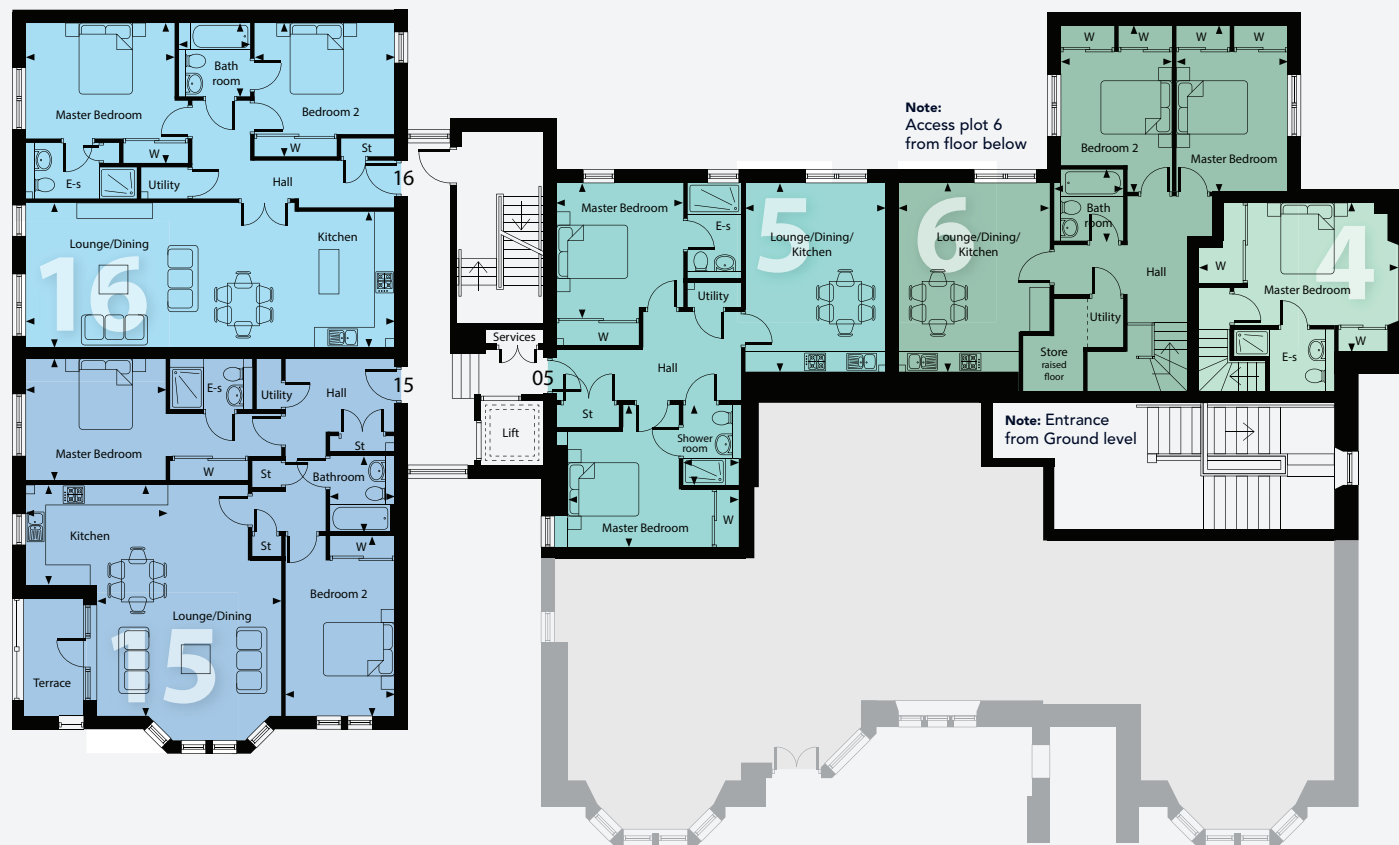 Master Bedroom
Bath
room
Bedroom 2
W
W
St
E-s
Utility
Hall
16
Lounge/Dining
Kitchen
16
Master Bedroom
E-s
Utility
Hall
15
St
W
St
Bathroom
Kitchen
St
W
Bedroom 2
Lounge/Dining
15
Terrace
Services
05
Lift
Master Bedroom
E-s
5
Lounge/Dining/
Kitchen
Utility
W
Hall
St
Shower
room
Master Bedroom
W
Note:
Access plot 6
from floor below
6
Lounge/Dining/
Kitchen
W
W
W
W
Bedroom 2
Master Bedroom
Bath
room
Hall
Utility
Store
raised
floor
4
W
Master Bedroom
E-s
W
Note: Entrance
from Ground level